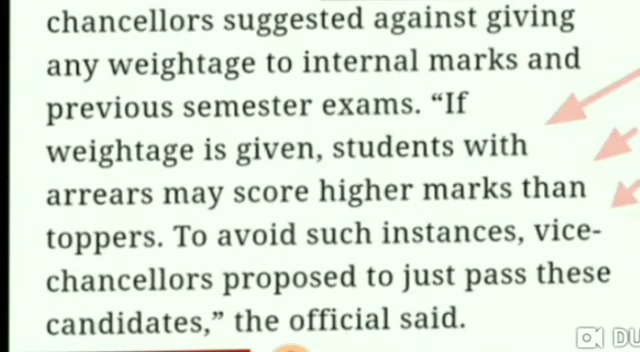 chancellors suggested against giving
any weightage to internal marks and
previous semester exams. “If
weightage is given, students with
arrears may score higher marks than
toppers. To avoid such instances, vice-
chancellors proposed to just pass these
candidates,” the official said.
DU